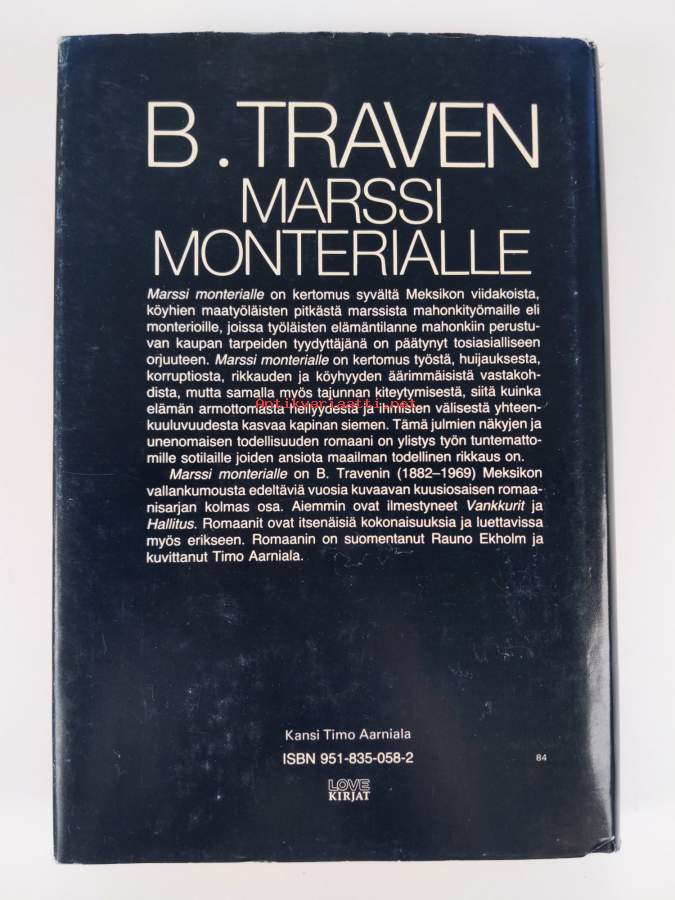 B. TRAVEN
MARSSI
MONTERIALLE
Marssi monterialle on kertomus syvältä Meksikon viidakoista,
köyhien maatyöläisten pitkästä marssista mahonkityömaille eli
monterioille, joissa työläisten elämäntilanne mahonkiin perustu-
van kaupan tarpeiden tyydyttäjänä on päätynyt tosiasialliseen
orjuuteen. Marssi monterialle on kertomus työstä, huijauksesta,
korruptiosta, rikkauden ja köyhyyden äärimmäisistä vastakoh-
dista, mutta samalla myös tajunnan kiteytymisestä, siitä kuinka
elämän armottomasta hellyydestä ja ihmisten välisestä yhteen-
Antikvariaatti.net
kuuluvuudesta kasvaa kapinan siemen. Tämä julmien näkyjen ja
unenomaisen todellisuuden romaani on ylistys työn tuntematto-
mille sotilaille joiden ansiota maailman todellinen rikkaus on.
Marssi monterialle on B. Travenin (1882–1969) Meksikon
vallankumousta edeltäviä vuosia kuvaavan kuusiosaisen romaa-
nisarjan kolmas osa. Aiemmin ovat ilmestyneet Vankkurit ja
Hallitus. Romaanit ovat itsenäisiä kokonaisuuksia ja luettavissa
myös erikseen. Romaanin on suomentanut Rauno Ekholm ja
kuvittanut Timo Aarniala.
Kansi Timo Aarniala
ISBN 951-835-058-2
84
LOVE
KIRJAT